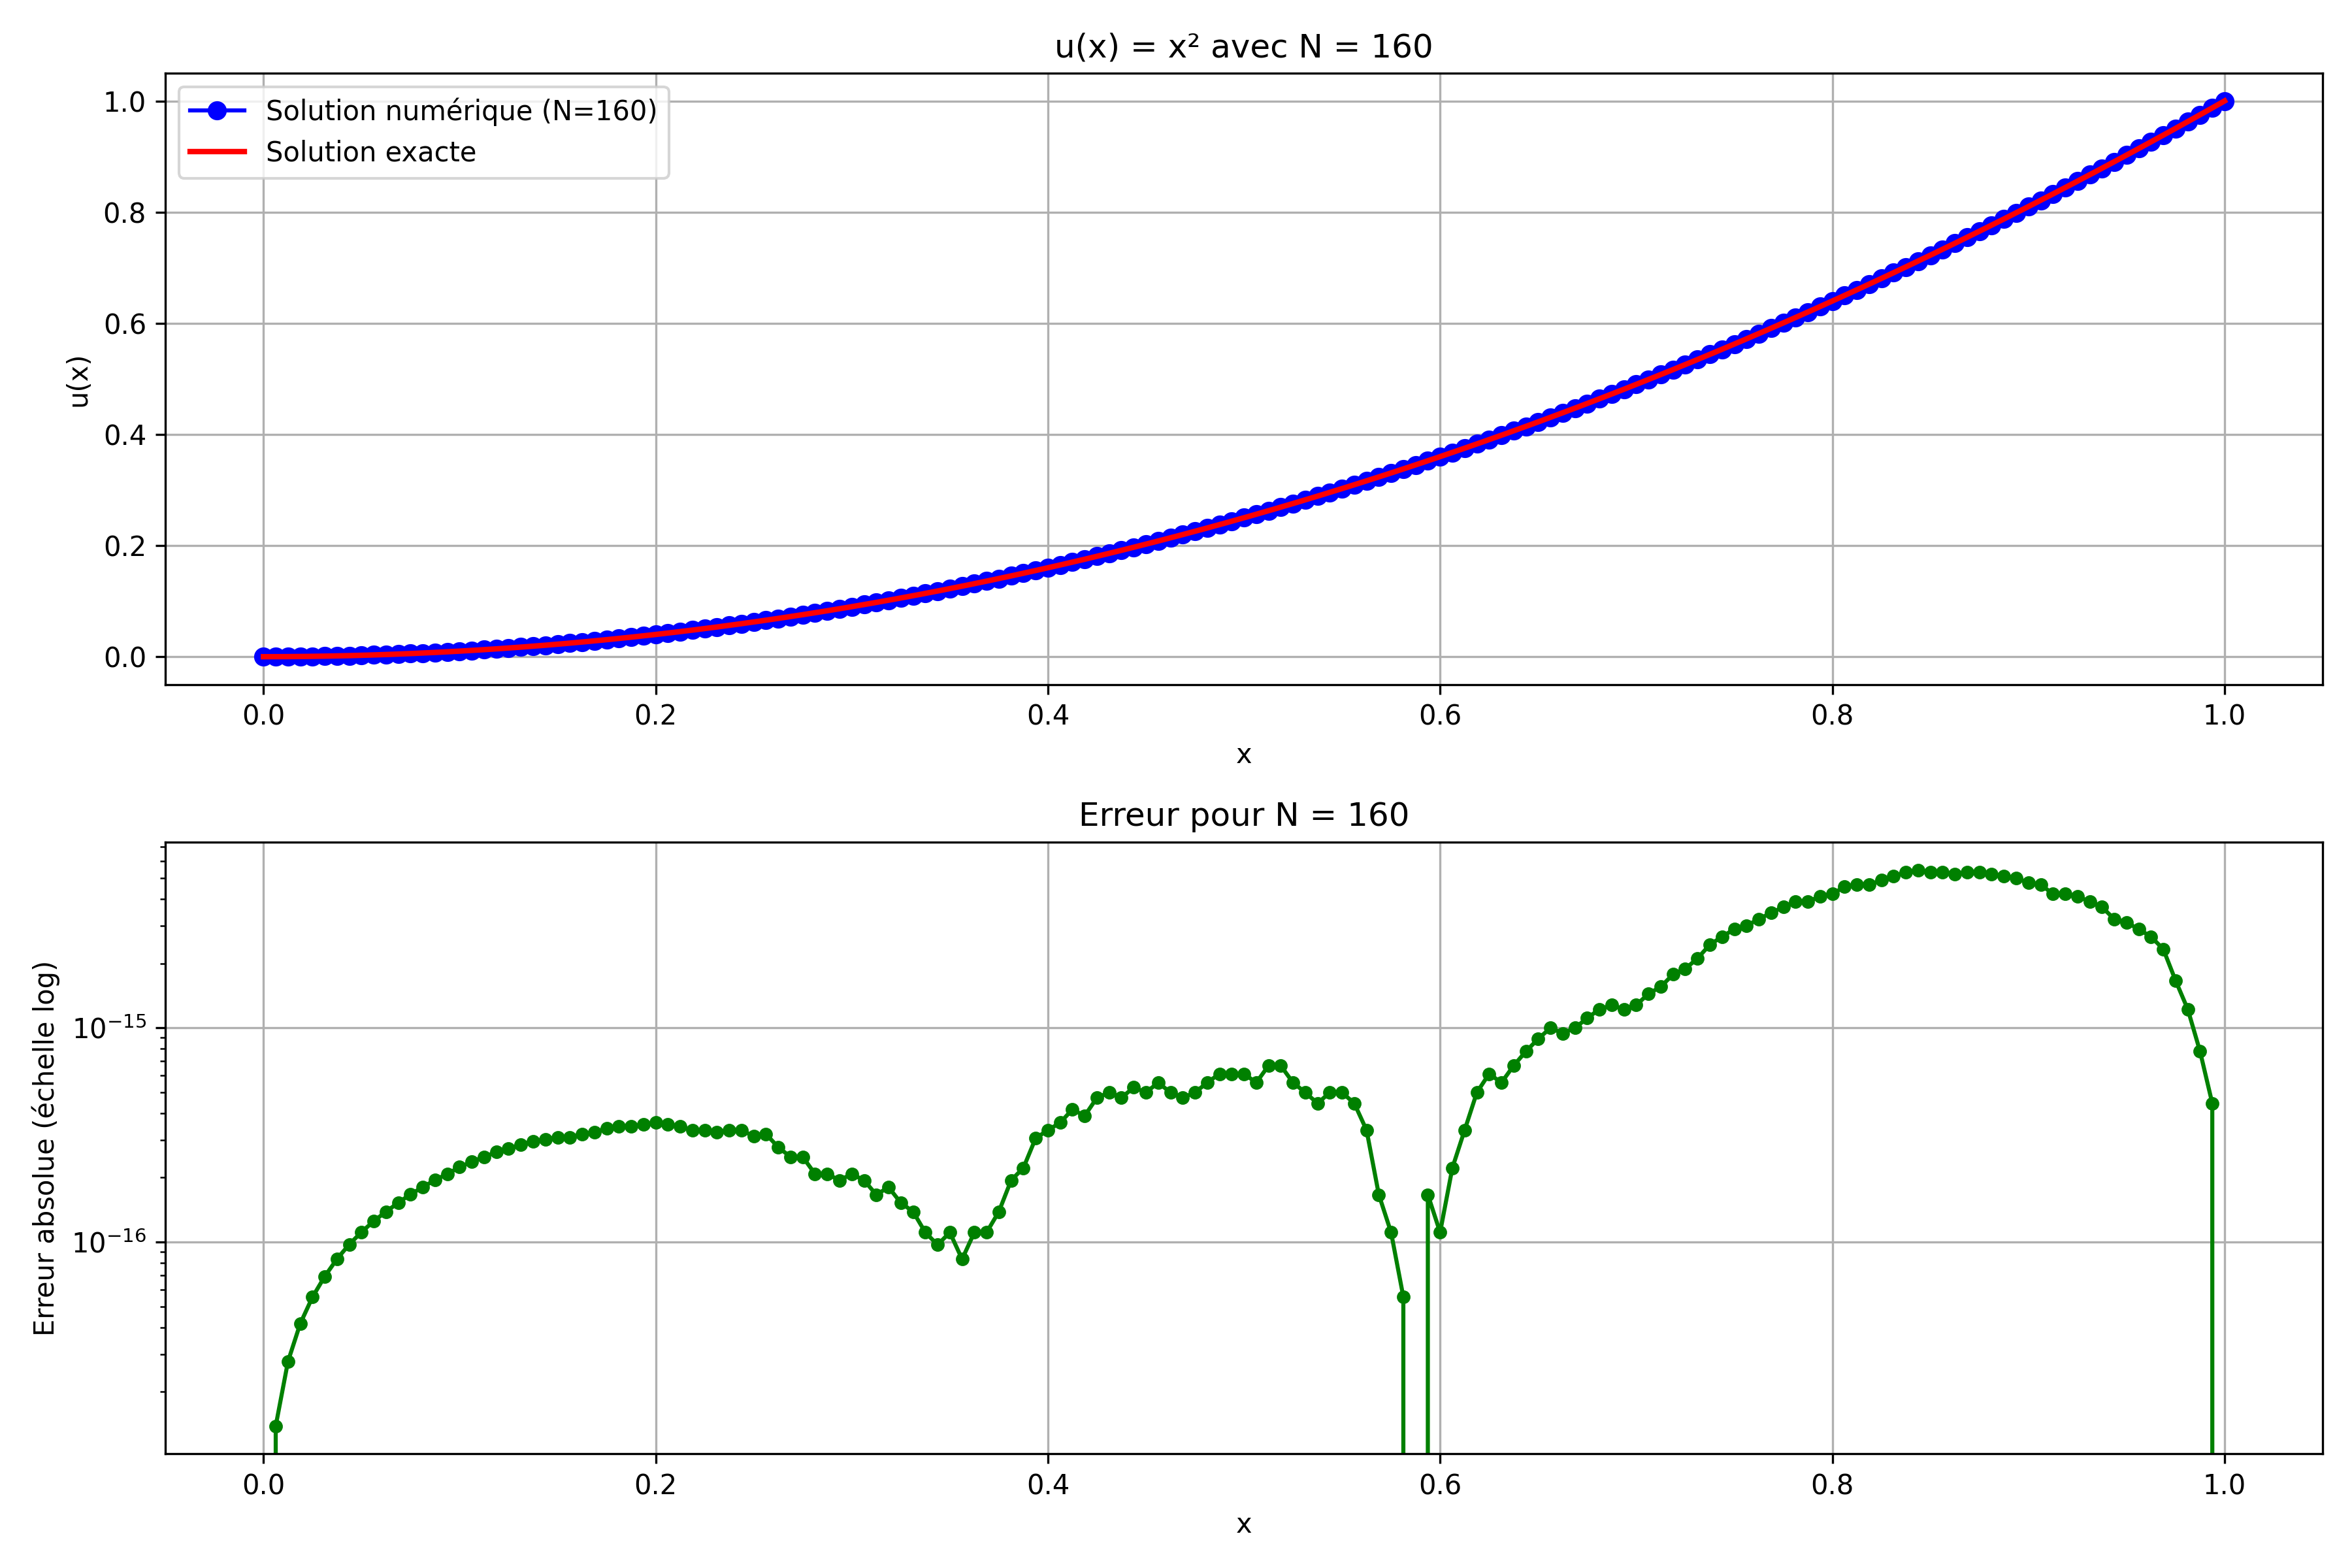 u(x) = x² avec N = 160
Solution numérique (N=160)
Solution exacte
u(x)
1.0
0.8
0.6
0.4
0.2
0.0
0.0 0.2 0.4 0.6 0.8 1.0
x
Erreur pour N = 160
Erreur absolue (échelle log)
10⁻¹⁵
10⁻¹⁶
0.0 0.2 0.4 0.6 0.8 1.0
x